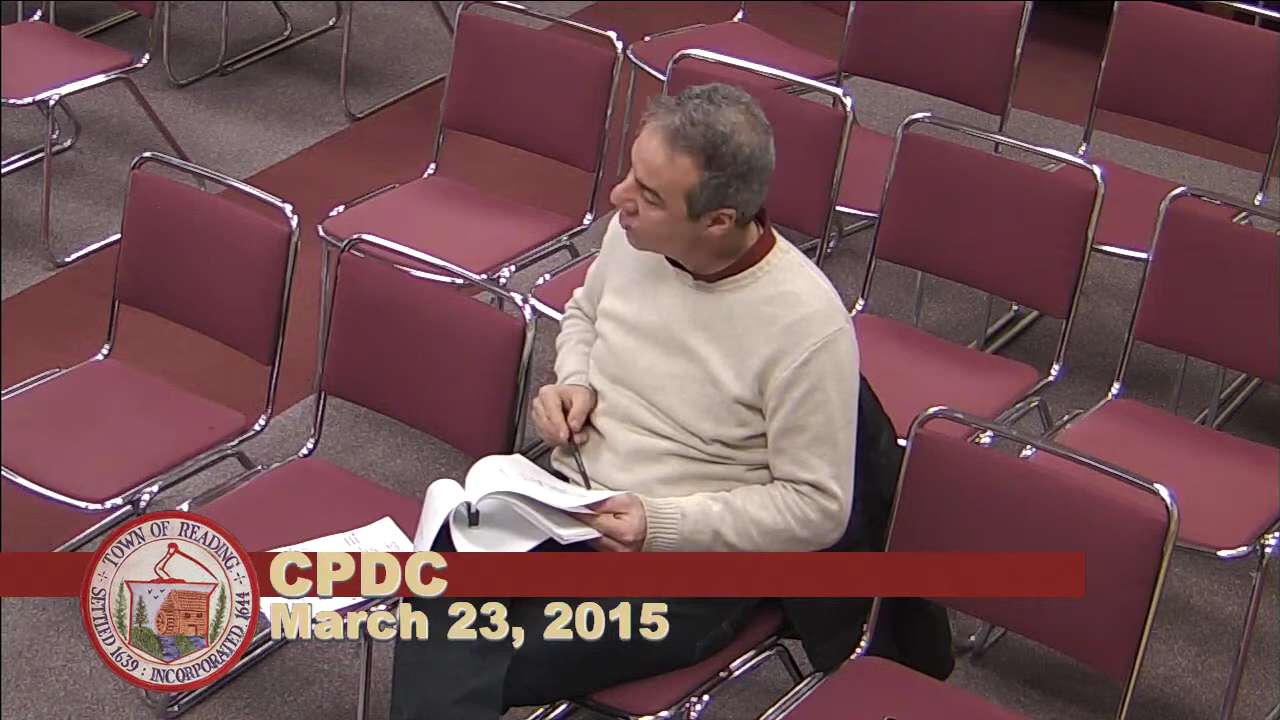 TOWN OF READING
SETTLED 1639 : INCORPORATED 1644
CPDC
March 23, 2015